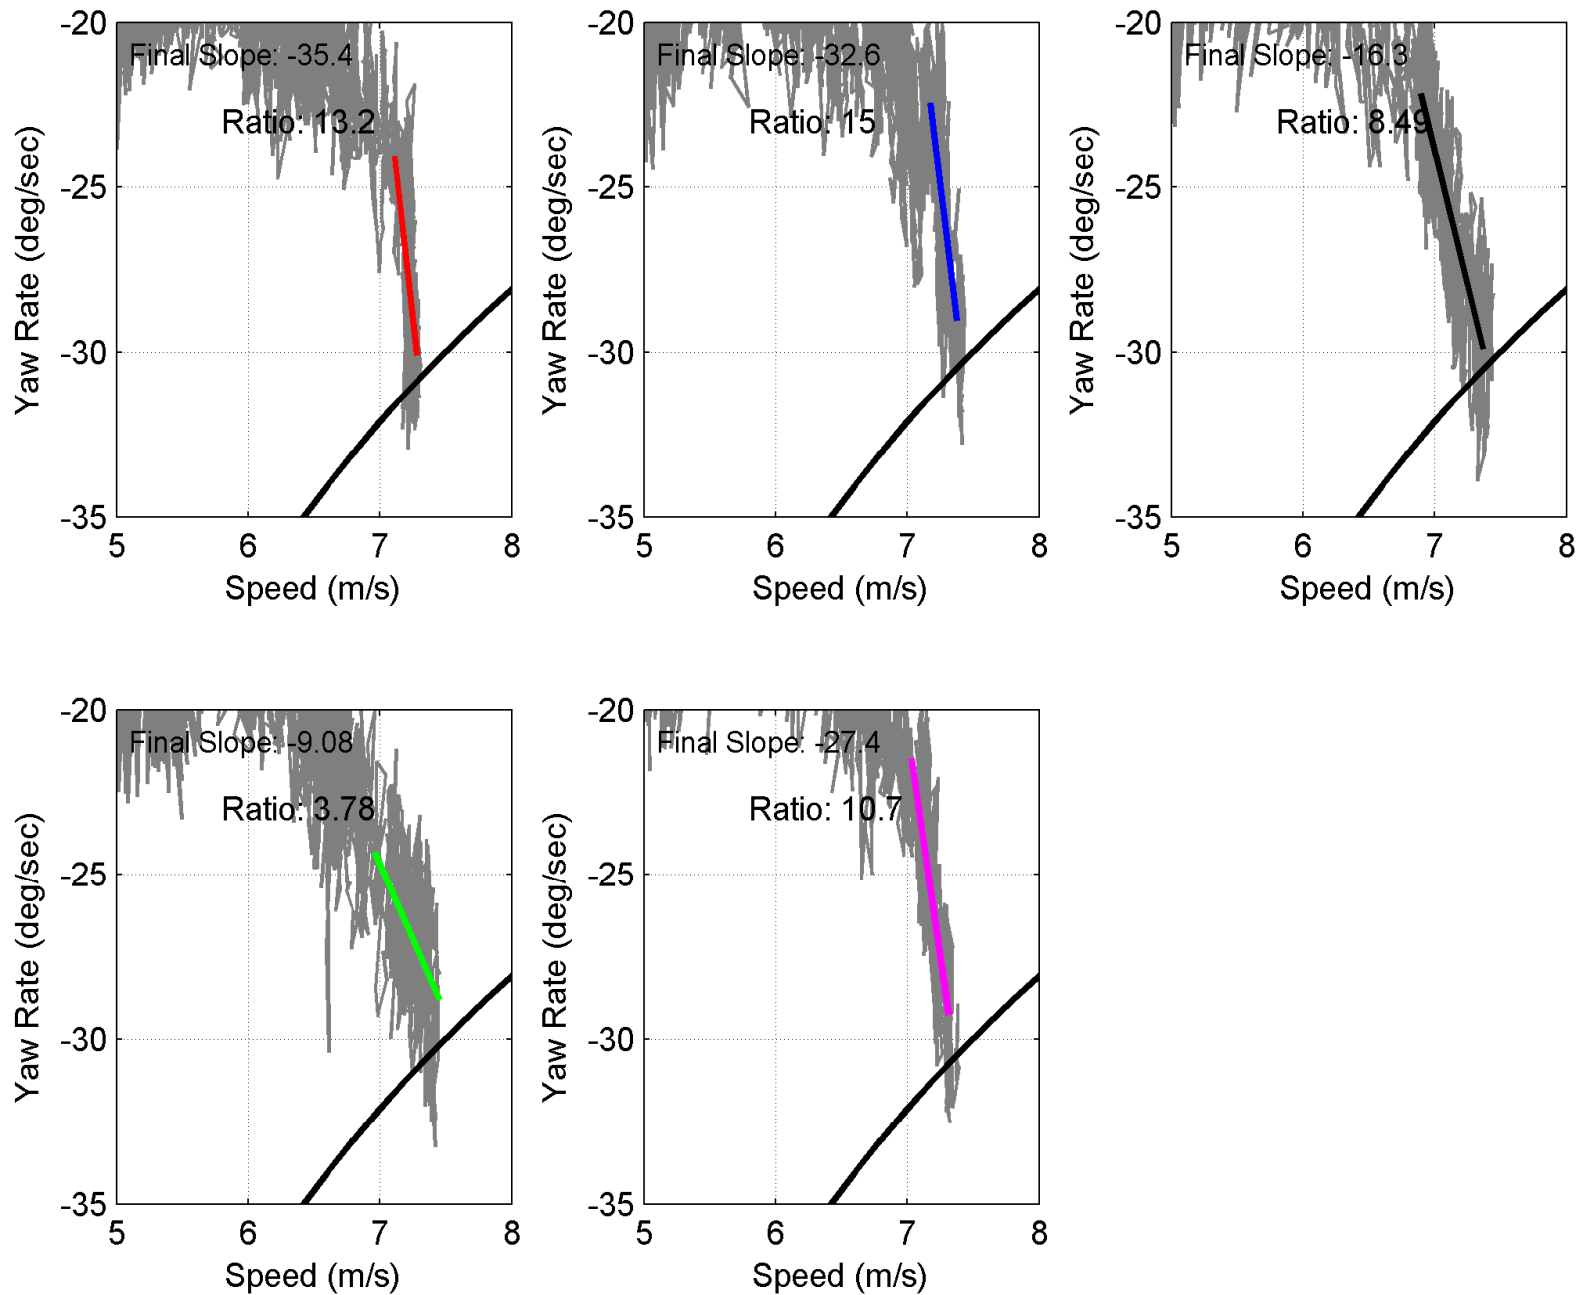 -20
-25
-30
-35
Final Slope: -35.4
Ratio: 13.2
Yaw Rate (deg/sec)
5 6 7 8
Speed (m/s)
-20
-25
-30
-35
Final Slope: -32.6
Ratio: 15
Yaw Rate (deg/sec)
5 6 7 8
Speed (m/s)
-20
-25
-30
-35
Final Slope: -16.3
Ratio: 8.49
Yaw Rate (deg/sec)
5 6 7 8
Speed (m/s)
-20
-25
-30
-35
Final Slope: -9.08
Ratio: 3.78
Yaw Rate (deg/sec)
5 6 7 8
Speed (m/s)
-20
-25
-30
-35
Final Slope: -27.4
Ratio: 10.7
Yaw Rate (deg/sec)
5 6 7 8
Speed (m/s)